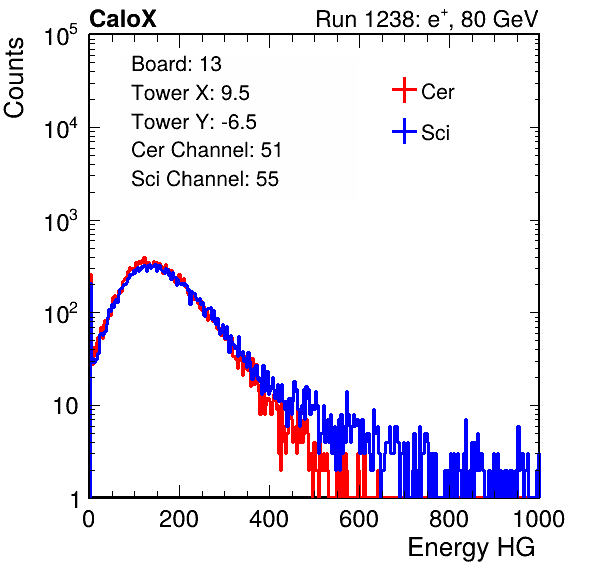 CaloX Run 1238: e⁺, 80 GeV
Counts
10⁵
10⁴
10³
10²
10
1
Board: 13
Tower X: 9.5
Tower Y: -6.5
Cer Channel: 51
Sci Channel: 55
Cer
Sci
0 200 400 600 800 1000
Energy HG